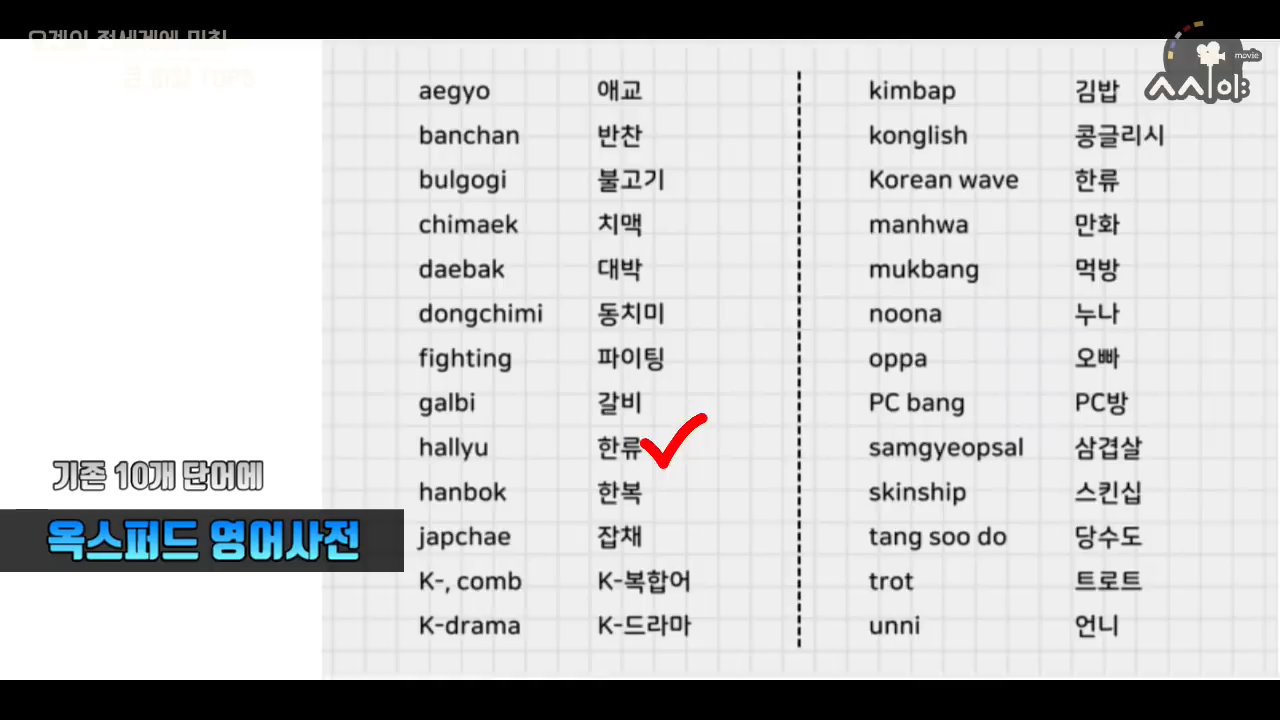 movie
씨야
aegyo 애교
banchan 반찬
bulgogi 불고기
chimaek 치맥
daebak 대박
dongchimi 동치미
fighting 파이팅
galbi 갈비
hallyu 한류
hanbok 한복
japchae 잡채
K-, comb K-복합어
K-drama K-드라마
kimbap 김밥
konglish 콩글리시
Korean wave 한류
manhwa 만화
mukbang 먹방
noona 누나
oppa 오빠
PC bang PC방
samgyeopsal 삼겹살
skinship 스킨십
tang soo do 당수도
trot 트로트
unni 언니
기존 10개 단어에
옥스퍼드 영어사전